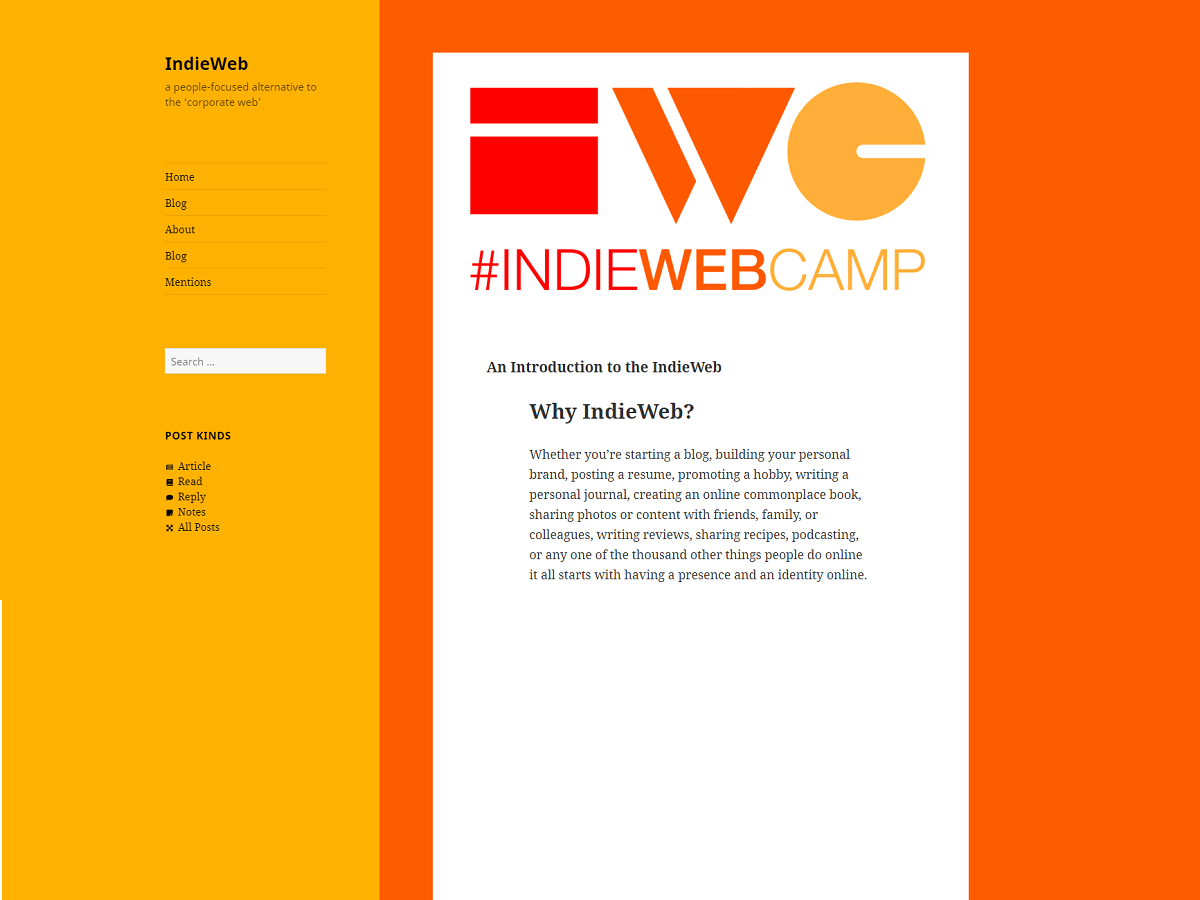 IndieWeb
a people-focused alternative to
the 'corporate web'
Home
Blog
About
Blog
Mentions
Search ...
POST KINDS
Article
Read
Reply
Notes
All Posts
#INDIEWEBCAMP
An Introduction to the IndieWeb
Why IndieWeb?
Whether you’re starting a blog, building your personal
brand, posting a resume, promoting a hobby, writing a
personal journal, creating an online commonplace book,
sharing photos or content with friends, family, or
colleagues, writing reviews, sharing recipes, podcasting,
or any one of the thousand other things people do online
it all starts with having a presence and an identity online.